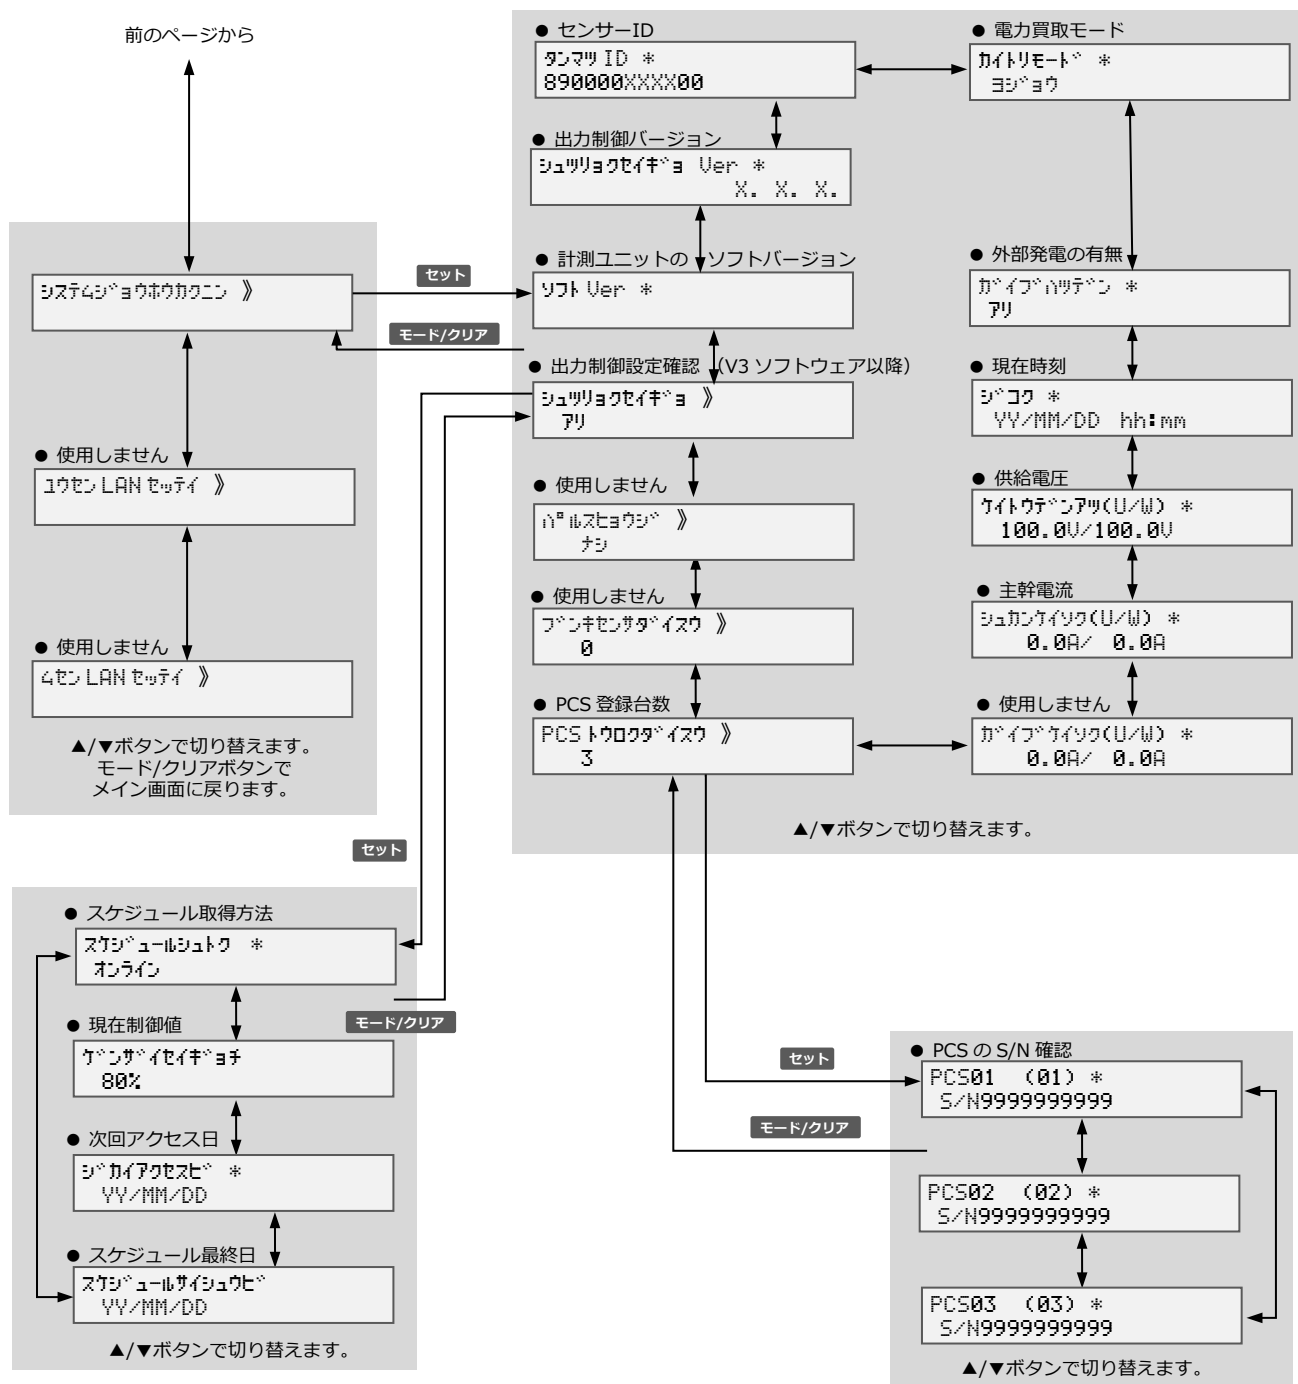 前のページから
システムジョウホウカクニン 》
● 使用しません
ユウセン LAN セッテイ 》
● 使用しません
ムセン LAN セッテイ 》
▲/▼ボタンで切り替えます。
モード/クリアボタンで
メイン画面に戻ります。
セット
モード/クリア
● センサーID
タンマツ ID *
890000XXXX00
● 出力制御バージョン
シュツリョクセイギョ Ver *
X. X. X.
● 計測ユニットの ソフトバージョン
ソフト Ver *
● 出力制御設定確認 (V3 ソフトウェア以降)
シュツリョクセイギョ 》
アリ
● 使用しません
パルスヒョウジ 》
ナシ
● 使用しません
ブンキセンサダイスウ 》
0
● PCS 登録台数
PCS トウロクダイスウ 》
3
● 電力買取モード
カイトリモード *
ヨジョウ
● 外部発電の有無
ガイブハツデン *
アリ
● 現在時刻
ジコク *
YY/MM/DD hh:mm
● 供給電圧
ケイトウデンアツ(U/W) *
100.0V/100.0V
● 主幹電流
シュカンケイソク(U/W) *
0.0A/ 0.0A
● 使用しません
ガイブケイソク(U/W) *
0.0A/ 0.0A
▲/▼ボタンで切り替えます。
セット
● スケジュール取得方法
スケジュールシュトク *
オンライン
モード/クリア
● 現在制御値
ゲンザイセイギョチ
80%
● 次回アクセス日
ジカイアクセスビ *
YY/MM/DD
● スケジュール最終日
スケジュールサイシュウビ
YY/MM/DD
▲/▼ボタンで切り替えます。
セット
モード/クリア
● PCS の S/N 確認
PCS01 (01) *
S/N9999999999
PCS02 (02) *
S/N9999999999
PCS03 (03) *
S/N9999999999
▲/▼ボタンで切り替えます。